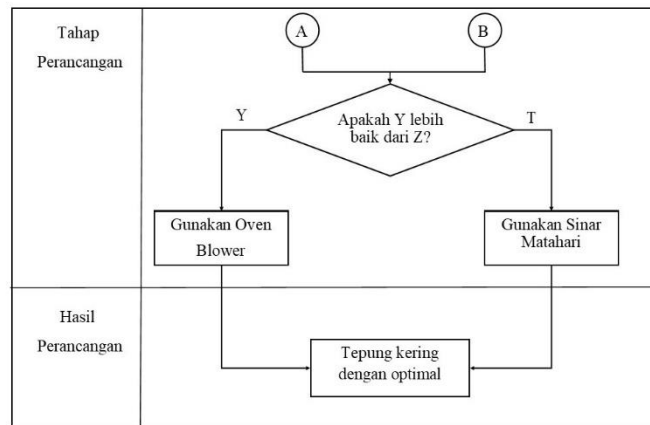 Tahap
Perancangan
A
B
Apakah Y lebih
baik dari Z?
Y
T
Gunakan Oven
Blower
Gunakan Sinar
Matahari
Hasil
Perancangan
Tepung kering
dengan optimal